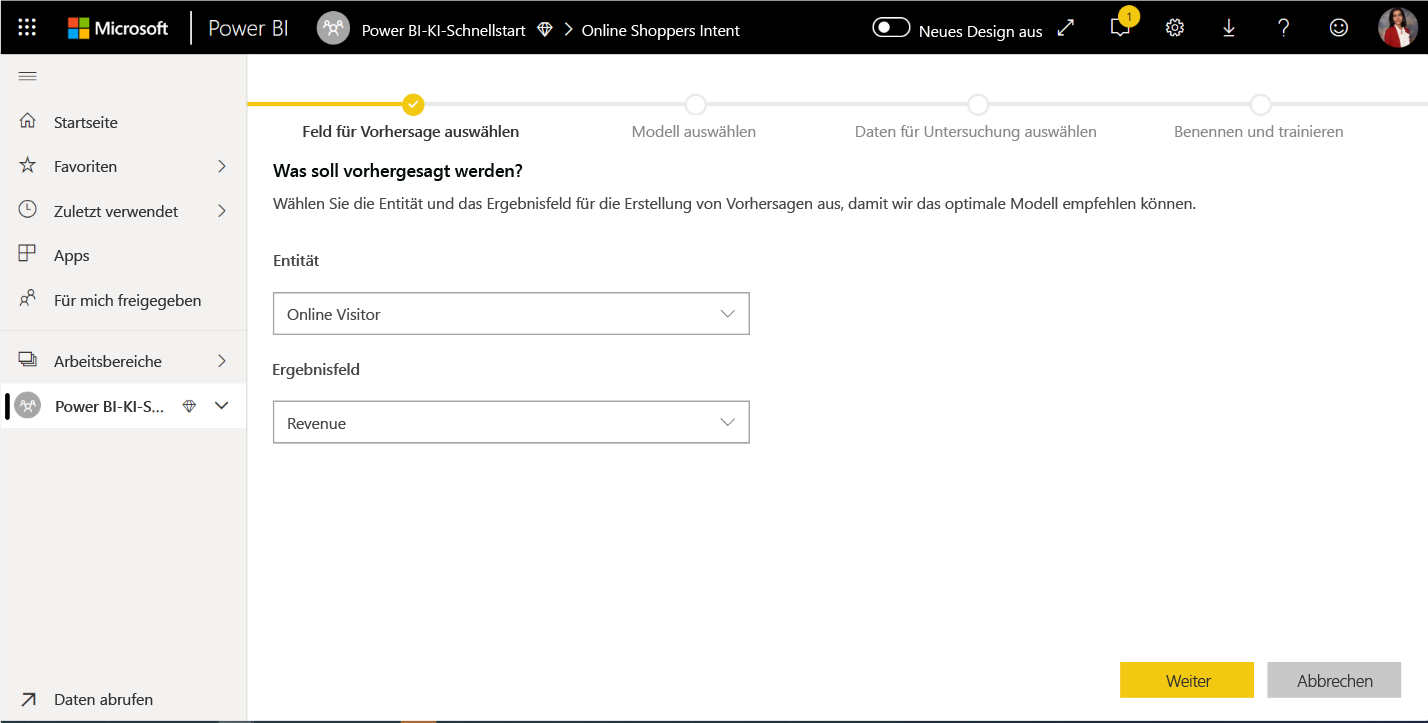 Microsoft Power BI Power BI-KI-Schnellstart Online Shoppers Intent Neues Design aus 1
Startseite
Favoriten
Zuletzt verwendet
Apps
Für mich freigegeben
Arbeitsbereiche
Power BI-KI-S...
Daten abrufen
Feld für Vorhersage auswählen Modell auswählen Daten für Untersuchung auswählen Benennen und trainieren
Was soll vorhergesagt werden?
Wählen Sie die Entität und das Ergebnisfeld für die Erstellung von Vorhersagen aus, damit wir das optimale Modell empfehlen können.
Entität
Online Visitor
Ergebnisfeld
Revenue
Weiter Abbrechen